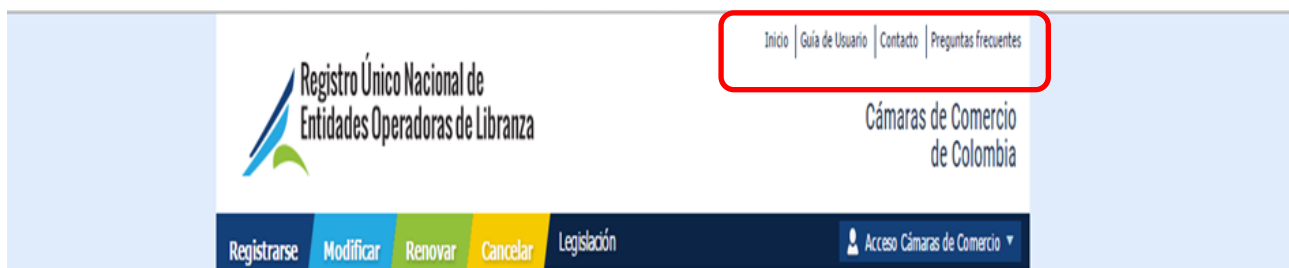 Inicio | Guía de Usuario | Contacto | Preguntas frecuentes
Registro Único Nacional de
Entidades Operadoras de Libranza
Cámaras de Comercio
de Colombia
Registrarse Modificar Renovar Cancelar Legislación Acceso Cámaras de Comercio